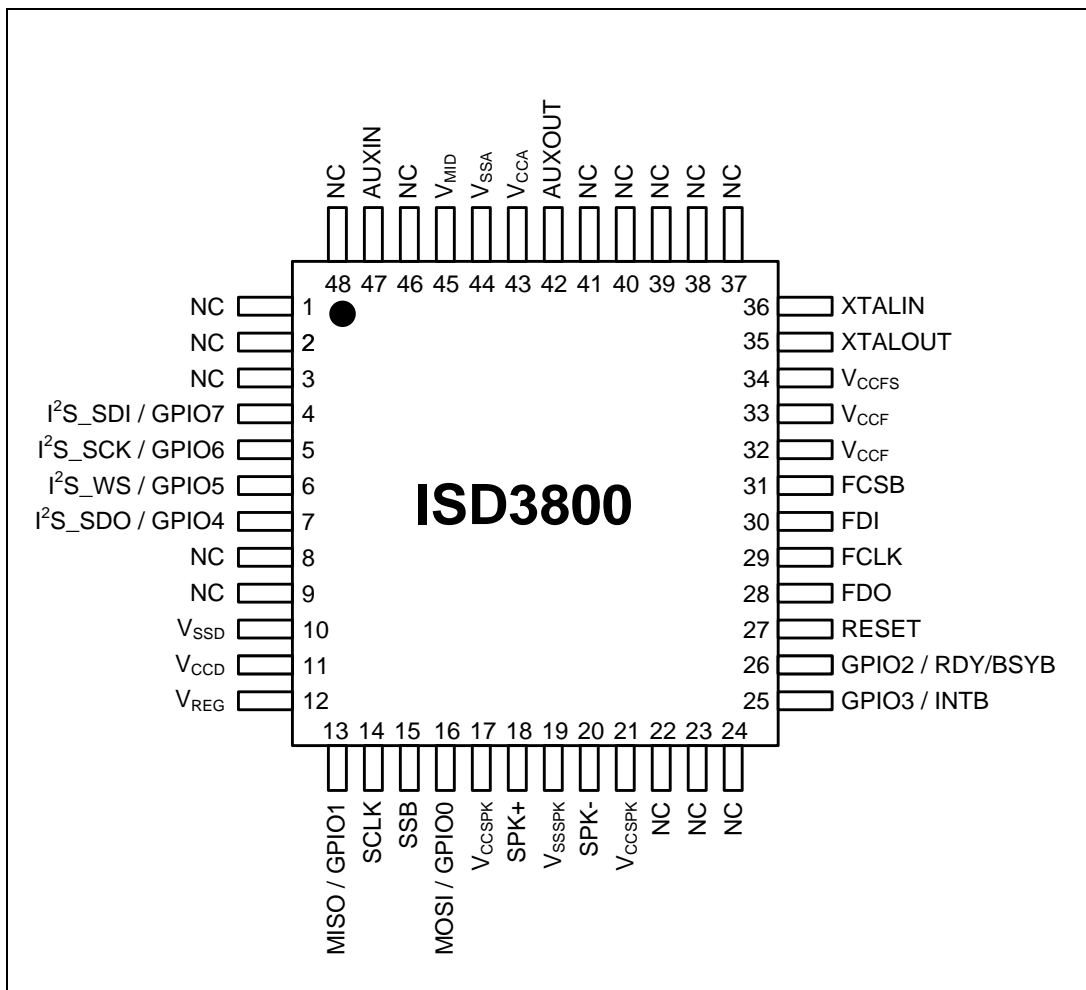 NC
AUXIN
NC
VMID
VSSA
VCCA
AUXOUT
NC
NC
NC
NC
NC
48 47 46 45 44 43 42 41 40 39 38 37
NC 1
NC 2
NC 3
I²S_SDI / GPIO7 4
I²S_SCK / GPIO6 5
I²S_WS / GPIO5 6
I²S_SDO / GPIO4 7
NC 8
NC 9
VSSD 10
VCCD 11
VREG 12
ISD3800
36 XTALIN
35 XTALOUT
34 VCCFS
33 VCCF
32 VCCF
31 FCSB
30 FDI
29 FCLK
28 FDO
27 RESET
26 GPIO2 / RDY/BSYB
25 GPIO3 / INTB
13 14 15 16 17 18 19 20 21 22 23 24
MISO / GPIO1
SCLK
SSB
MOSI / GPIO0
VCCSPK
SPK+
VSSSPK
SPK-
VCCSPK
NC
NC
NC